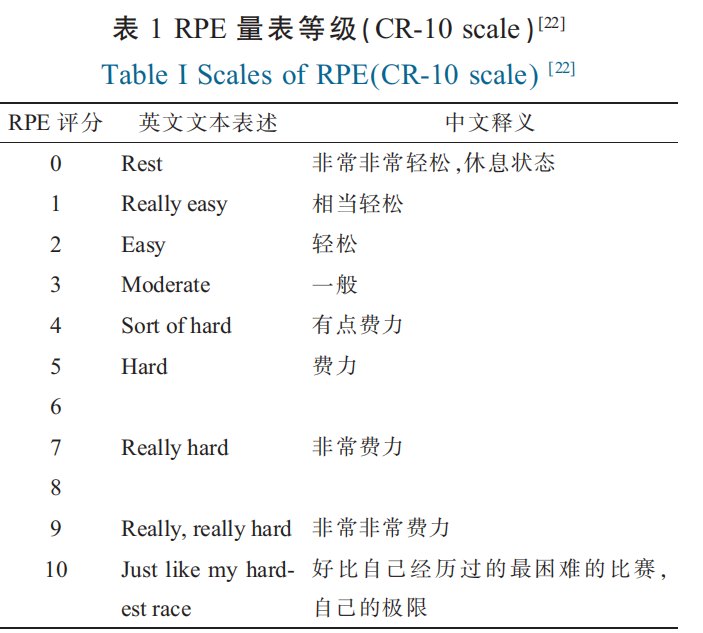 表 1 RPE 量表等级(CR-10 scale)[22]
Table I Scales of RPE(CR-10 scale) [22]
RPE 评分 英文文本表述 中文释义
0 Rest 非常非常轻松,休息状态
1 Really easy 相当轻松
2 Easy 轻松
3 Moderate 一般
4 Sort of hard 有点费力
5 Hard 费力
6
7 Really hard 非常费力
8
9 Really, really hard 非常非常费力
10 Just like my hard- 好比自己经历过的最困难的比赛,
est race 自己的极限